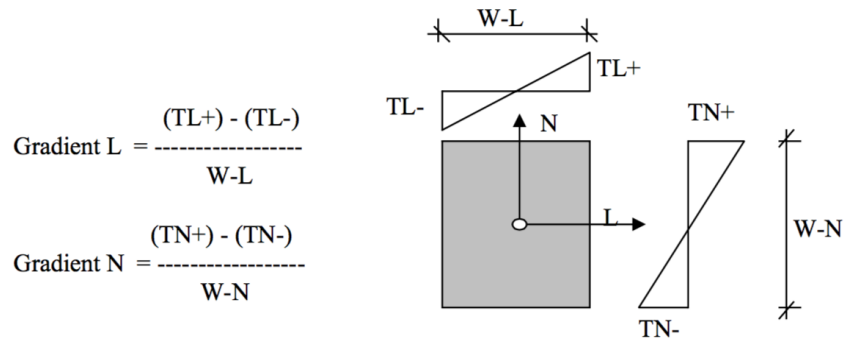 W-L
TL+
TL-
(TL+) - (TL-)
Gradient L = ------------------
W-L
N
TN+
L
(TN+) - (TN-)
Gradient N = ------------------
W-N
W-N
TN-